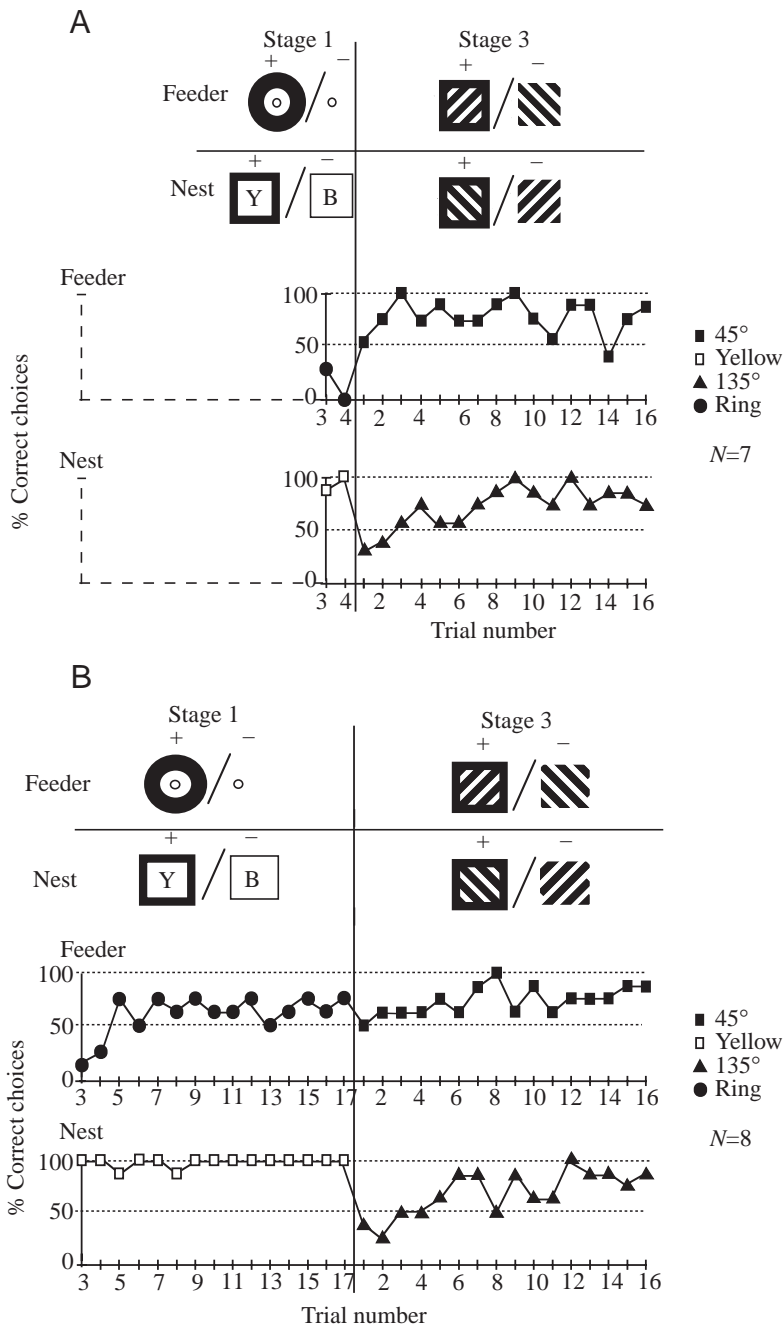 A
Stage 1 Stage 3
+ − + −
Feeder
+ − + −
Nest Y B
Feeder
100
50
0
3 4 2 4 6 8 10 12 14 16
Nest
100
50
0
3 4 2 4 6 8 10 12 14 16
Trial number
% Correct choices
45°
Yellow
135°
Ring
N=7
B
Stage 1 Stage 3
+ − + −
Feeder
+ − + −
Nest Y B
Feeder
100
50
0
3 5 7 9 11 13 15 17 2 4 6 8 10 12 14 16
Nest
100
50
0
3 5 7 9 11 13 15 17 2 4 6 8 10 12 14 16
Trial number
% Correct choices
45°
Yellow
135°
Ring
N=8